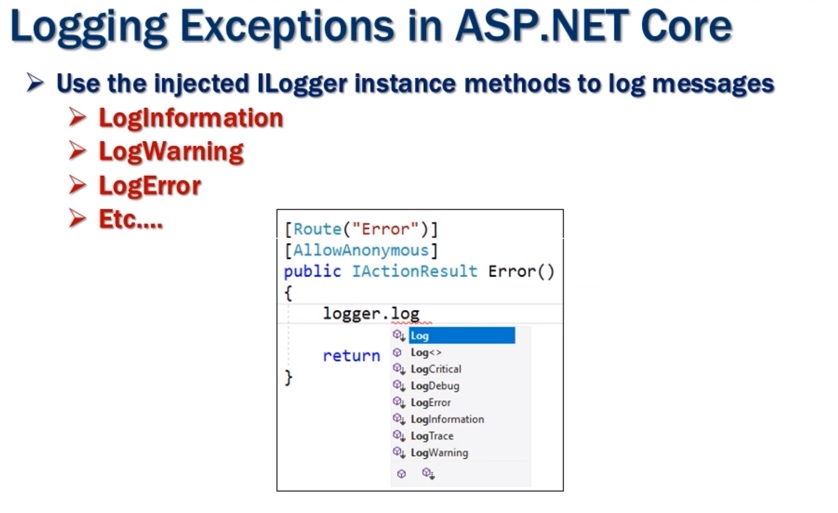 Logging Exceptions in ASP.NET Core
Use the injected ILogger instance methods to log messages
LogInformation
LogWarning
LogError
Etc....
[Route("Error")]
[AllowAnonymous]
public IActionResult Error()
{
logger.log
Log
return
Log<>
LogCritical
}
LogDebug
LogError
LogInformation
LogTrace
LogWarning